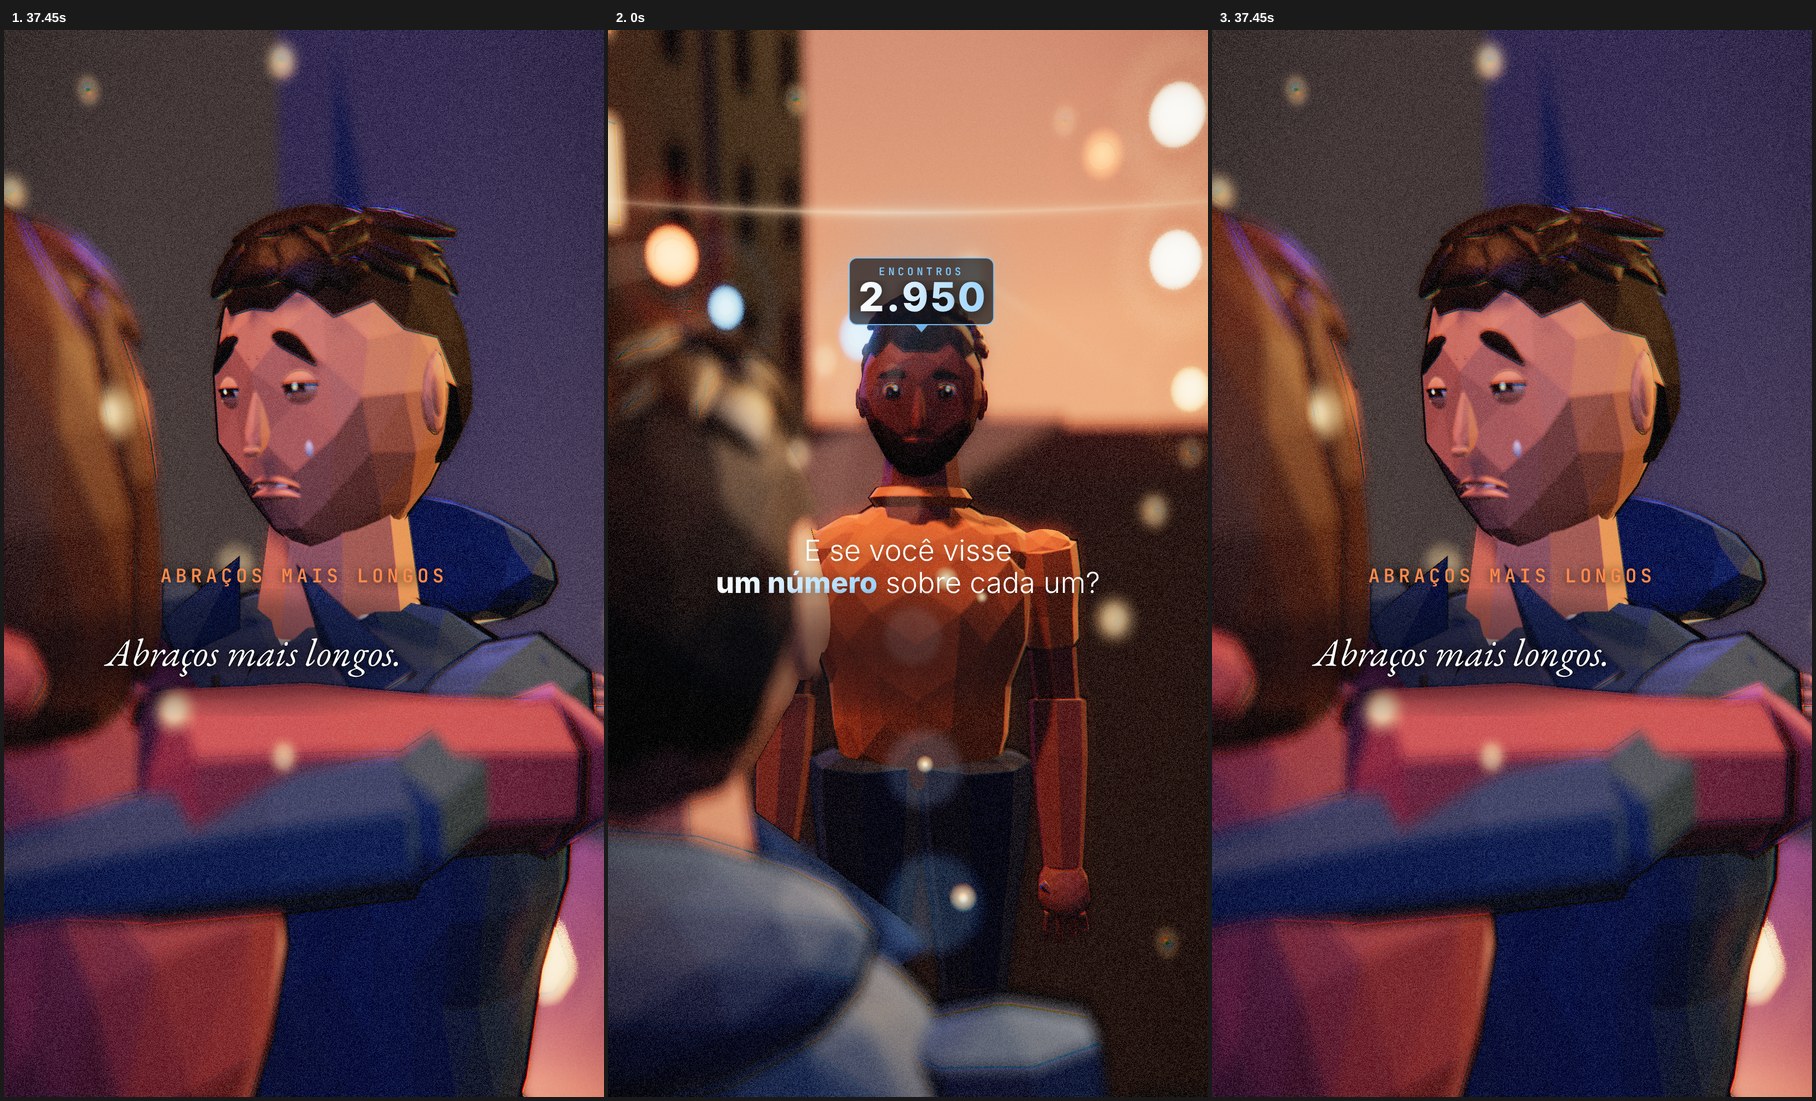 1. 37.45s
ABRAÇOS MAIS LONGOS
Abraços mais longos.
2. 0s
ENCONTROS
2.950
E se você visse
um número sobre cada um?
3. 37.45s
ABRAÇOS MAIS LONGOS
Abraços mais longos.